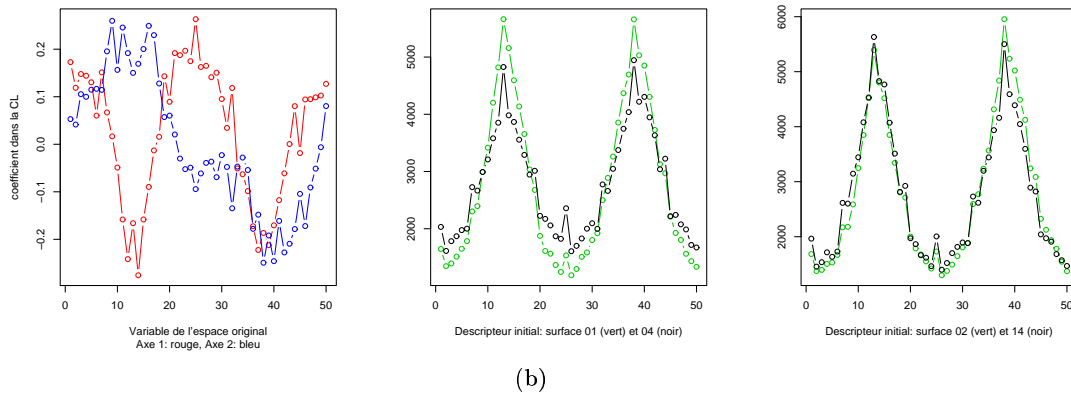 coefficient dans la CL
0.2
0.1
0.0
-0.1
-0.2
0 10 20 30 40 50
Variable de l'espace original
Axe 1: rouge, Axe 2: bleu
5000
4000
3000
2000
0 10 20 30 40 50
Descripteur initial: surface 01 (vert) et 04 (noir)
6000
5000
4000
3000
2000
0 10 20 30 40 50
Descripteur initial: surface 02 (vert) et 14 (noir)
(b)